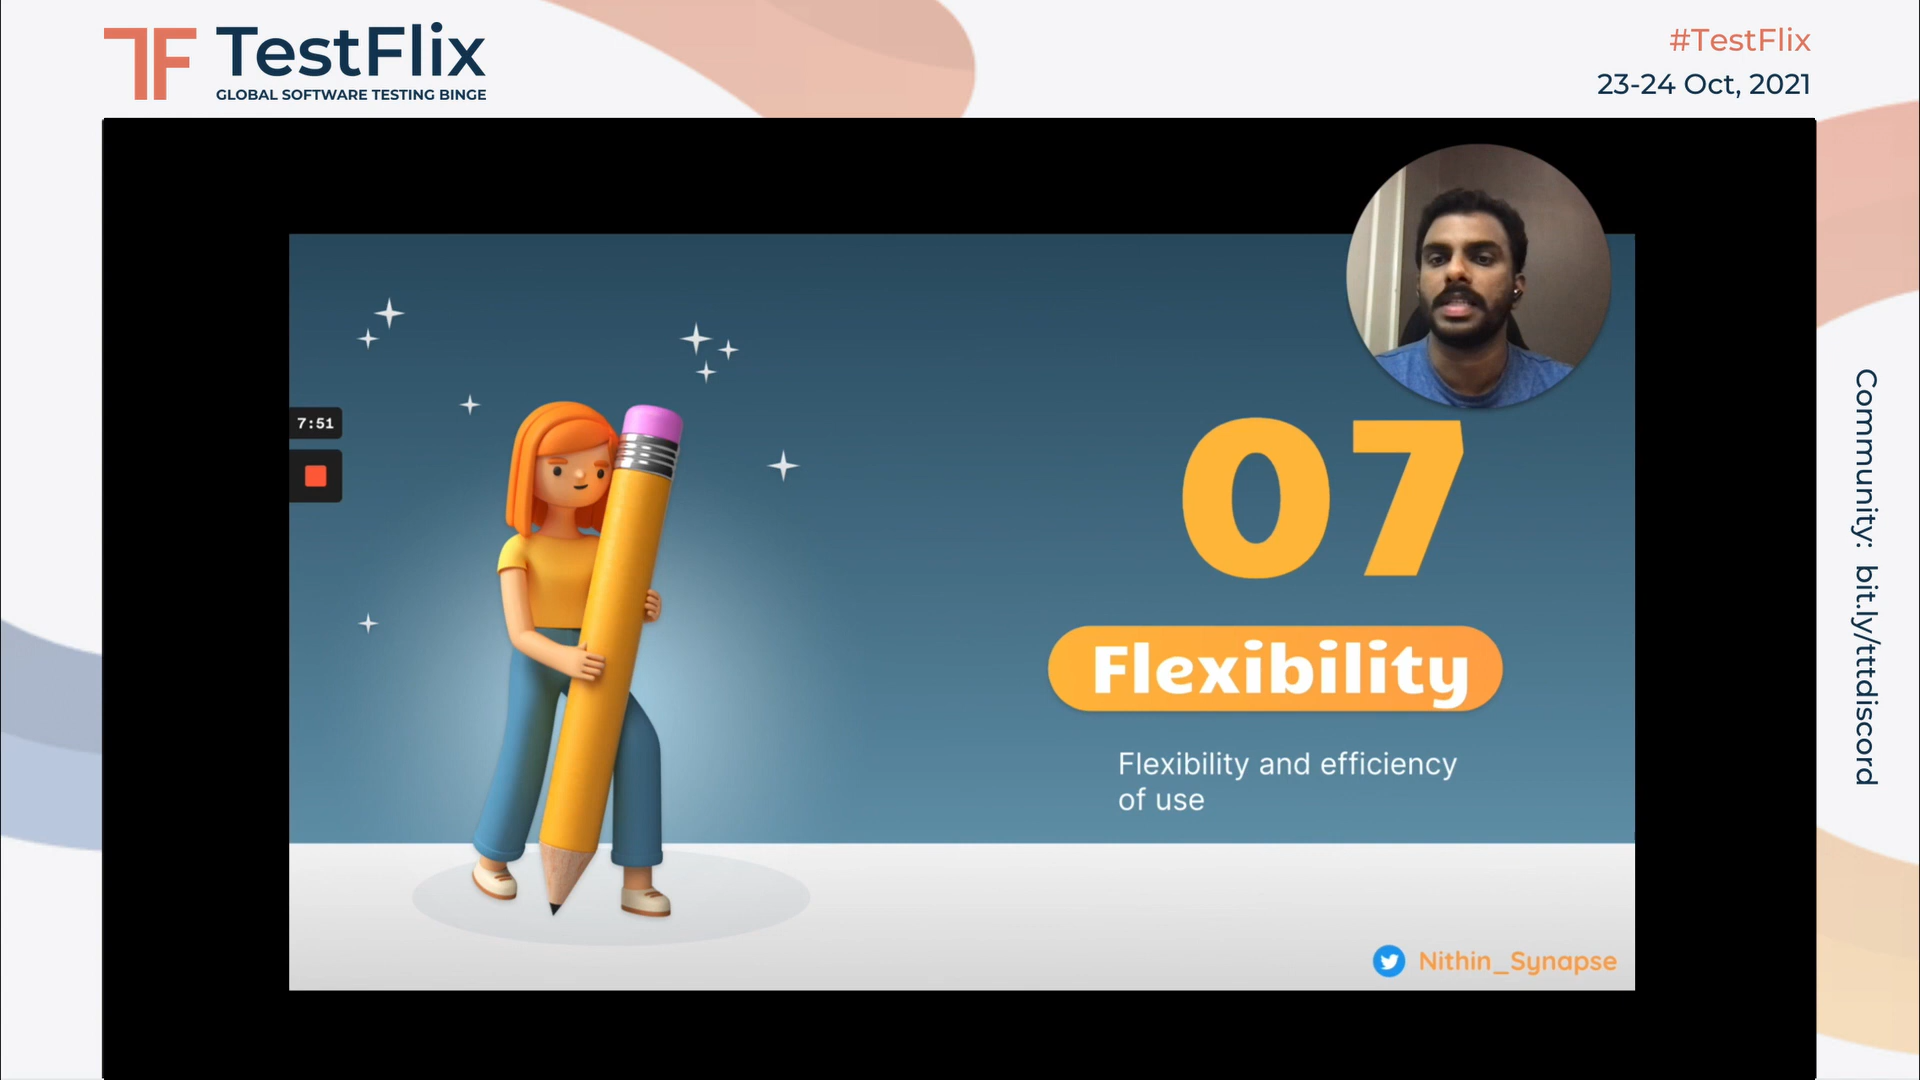 TF TestFlix
GLOBAL SOFTWARE TESTING BINGE
#TestFlix
23-24 Oct, 2021
7:51
07
Flexibility
Flexibility and efficiency
of use
Nithin_Synapse
Community: bit.ly/tttdiscord